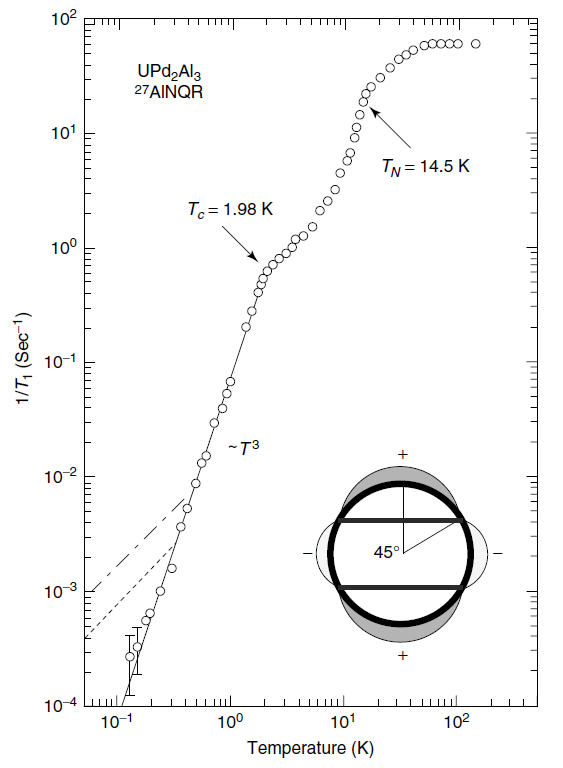 10²
UPd₂Al₃
²⁷AlNQR
10¹
T_N = 14.5 K
T_c = 1.98 K
10⁰
1/T₁ (Sec⁻¹)
10⁻¹
~T³
10⁻²
+
45°
− −
10⁻³
+
10⁻⁴
10⁻¹ 10⁰ 10¹ 10²
Temperature (K)